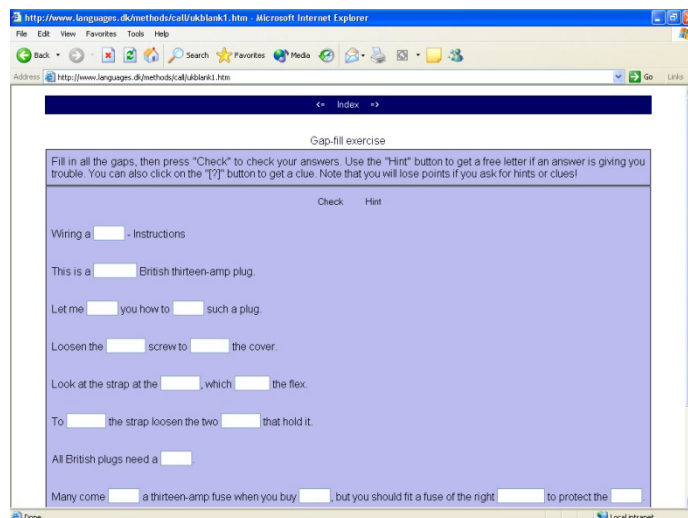 http://www.languages.dk/methods/call/ukblank1.htm - Microsoft Internet Explorer
File Edit View Favorites Tools Help
Back Search Favorites Media
Address http://www.languages.dk/methods/call/ukblank1.htm Go Links
<= Index =>
Gap-fill exercise
Fill in all the gaps, then press "Check" to check your answers. Use the "Hint" button to get a free letter if an answer is giving you
trouble. You can also click on the "[?]" button to get a clue. Note that you will lose points if you ask for hints or clues!
Check Hint
Wiring a - Instructions
This is a British thirteen-amp plug.
Let me you how to such a plug.
Loosen the screw to the cover.
Look at the strap at the , which the flex.
To the strap loosen the two that hold it.
All British plugs need a .
Many come a thirteen-amp fuse when you buy , but you should fit a fuse of the right to protect the .
Done Local intranet